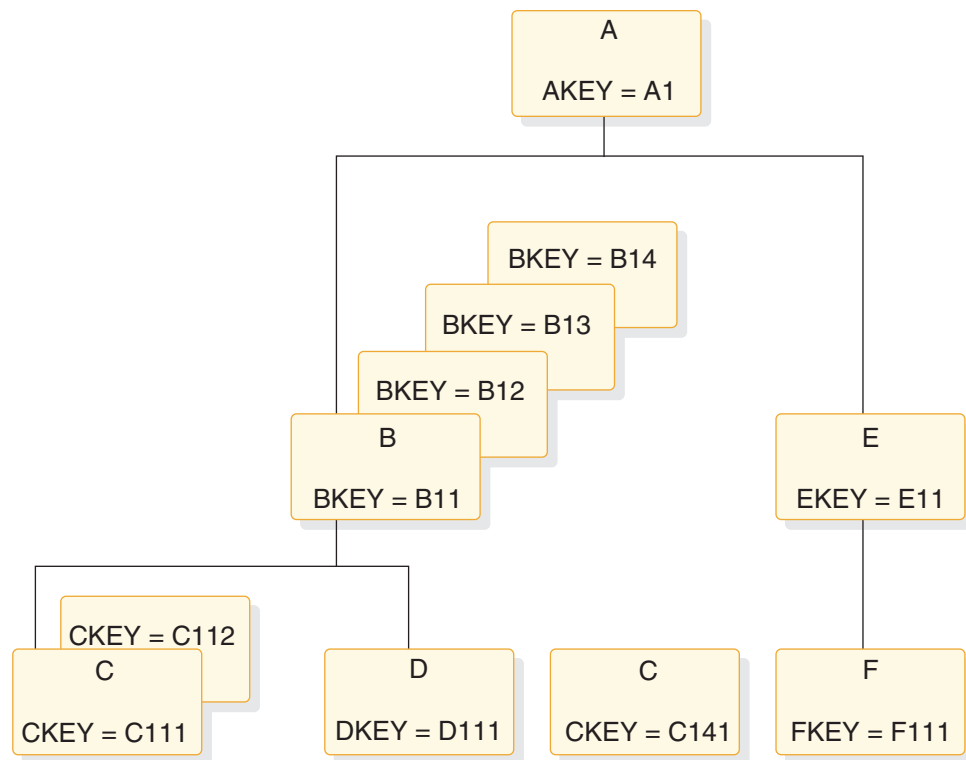 A
AKEY = A1
BKEY = B14
BKEY = B13
BKEY = B12
B
BKEY = B11
E
EKEY = E11
CKEY = C112
C
CKEY = C111
D
DKEY = D111
C
CKEY = C141
F
FKEY = F111